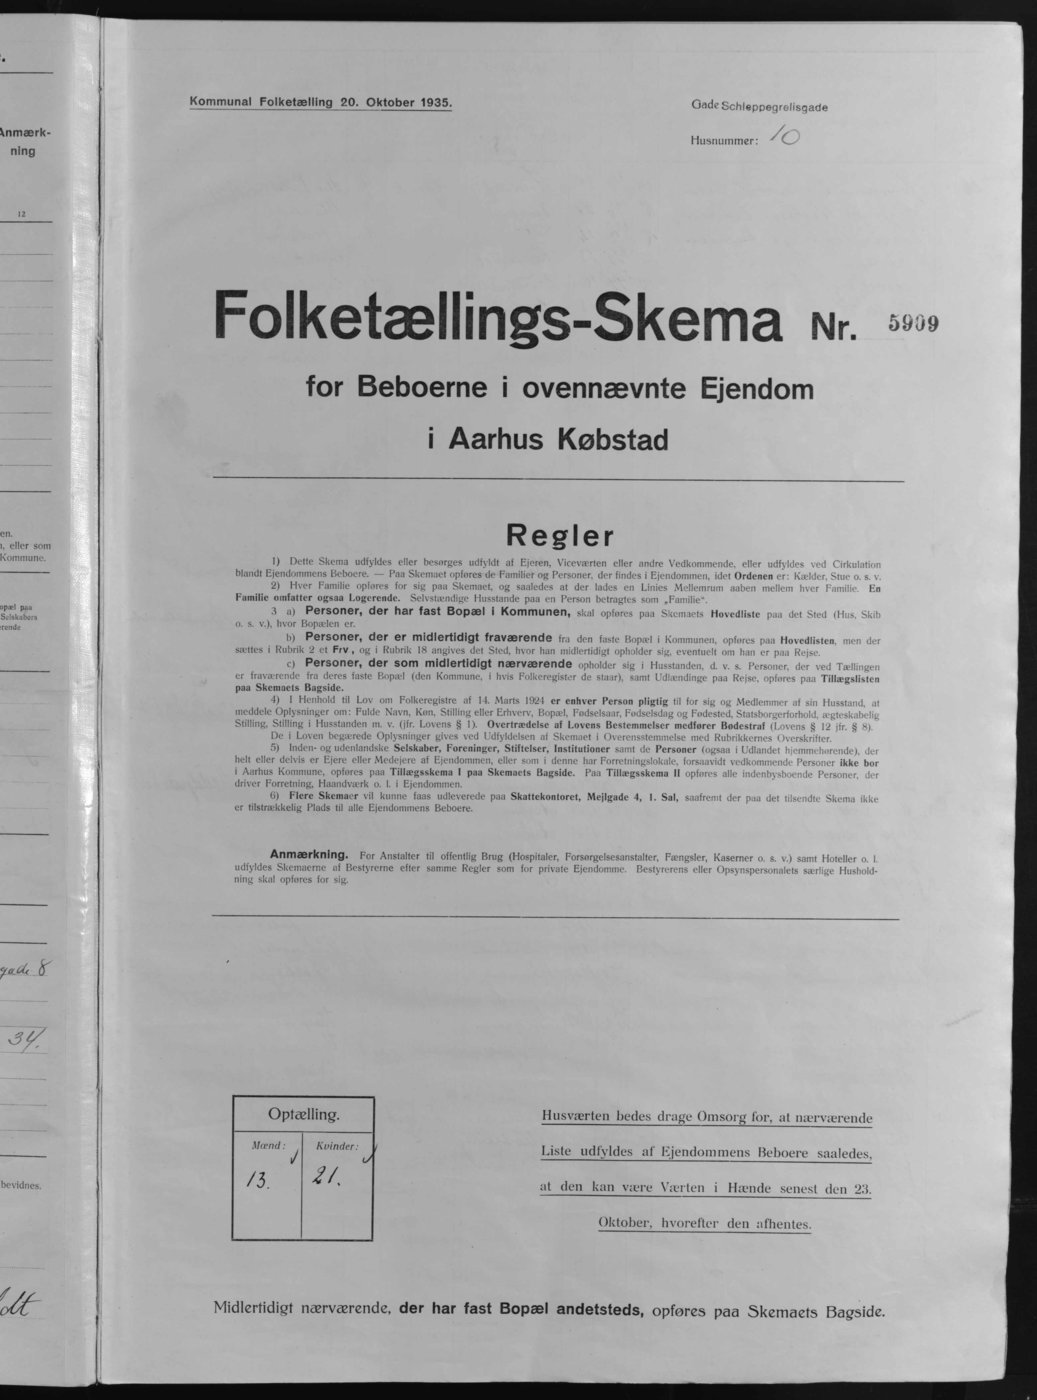 Anmærk-
ning
12
en.
, eller som
Kommune.
opæl paa
Selskabers
rende
gade 8
34.
bevidnes.
ldt
Kommunal Folketælling 20. Oktober 1935.
Gade Schleppegrellsgade
Husnummer: 10
Folketællings-Skema Nr. 5909
for Beboerne i ovennævnte Ejendom
i Aarhus Købstad
Regler
1) Dette Skema udfyldes eller besørges udfyldt af Ejeren, Viceværten eller andre Vedkommende, eller udfyldes ved Cirkulation
blandt Ejendommens Beboere. — Paa Skemaet opføres de Familier og Personer, der findes i Ejendommen, idet Ordenen er: Kælder, Stue o. s. v.
2) Hver Familie opføres for sig paa Skemaet, og saaledes at der lades en Linies Mellemrum aaben mellem hver Familie. En
Familie omfatter ogsaa Logerende. Selvstændige Husstande paa en Person betragtes som „Familie“.
3 a) Personer, der har fast Bopæl i Kommunen, skal opføres paa Skemaets Hovedliste paa det Sted (Hus, Skib
o. s. v.), hvor Bopælen er.
b) Personer, der er midlertidigt fraværende fra den faste Bopæl i Kommunen, opføres paa Hovedlisten, men der
sættes i Rubrik 2 et Frv, og i Rubrik 18 angives det Sted, hvor han midlertidigt opholder sig, eventuelt om han er paa Rejse.
c) Personer, der som midlertidigt nærværende opholder sig i Husstanden, d. v. s. Personer, der ved Tællingen
er fraværende fra deres faste Bopæl (den Kommune, i hvis Folkeregister de staar), samt Udlændinge paa Rejse, opføres paa Tillægslisten
paa Skemaets Bagside.
4) I Henhold til Lov om Folkeregistre af 14. Marts 1924 er enhver Person pligtig til for sig og Medlemmer af sin Husstand, at
meddele Oplysninger om: Fulde Navn, Køn, Stilling eller Erhverv, Bopæl, Fødselsaar, Fødselsdag og Fødested, Statsborgerforhold, ægteskabelig
Stilling, Stilling i Husstanden m. v. (jfr. Lovens § 1). Overtrædelse af Lovens Bestemmelser medfører Bødestraf (Lovens § 12 jfr. § 8).
De i Loven begærede Oplysninger gives ved Udfyldelsen af Skemaet i Overensstemmelse med Rubrikkernes Overskrifter.
5) Inden- og udenlandske Selskaber, Foreninger, Stiftelser, Institutioner samt de Personer (ogsaa i Udlandet hjemmehørende), der
helt eller delvis er Ejere eller Medejere af Ejendommen, eller som i denne har Forretningslokale, forsaavidt vedkommende Personer ikke bor
i Aarhus Kommune, opføres paa Tillægsskema I paa Skemaets Bagside. Paa Tillægsskema II opføres alle indenbysboende Personer, der
driver Forretning, Haandværk o. l. i Ejendommen.
6) Flere Skemaer vil kunne faas udleverede paa Skattekontoret, Mejlgade 4, 1. Sal, saafremt der paa det tilsendte Skema ikke
er tilstrækkelig Plads til alle Ejendommens Beboere.
Anmærkning. For Anstalter til offentlig Brug (Hospitaler, Forsørgelsesanstalter, Fængsler, Kaserner o. s. v.) samt Hoteller o. l.
udfyldes Skemaerne af Bestyrerne efter samme Regler som for private Ejendomme. Bestyrerens eller Opsynspersonalets særlige Hushold-
ning skal opføres for sig.
Optælling.
Mænd: Kvinder:
13. 21.
Husværten bedes drage Omsorg for, at nærværende
Liste udfyldes af Ejendommens Beboere saaledes,
at den kan være Værten i Hænde senest den 23.
Oktober, hvorefter den afhentes.
Midlertidigt nærværende, der har fast Bopæl andetsteds, opføres paa Skemaets Bagside.